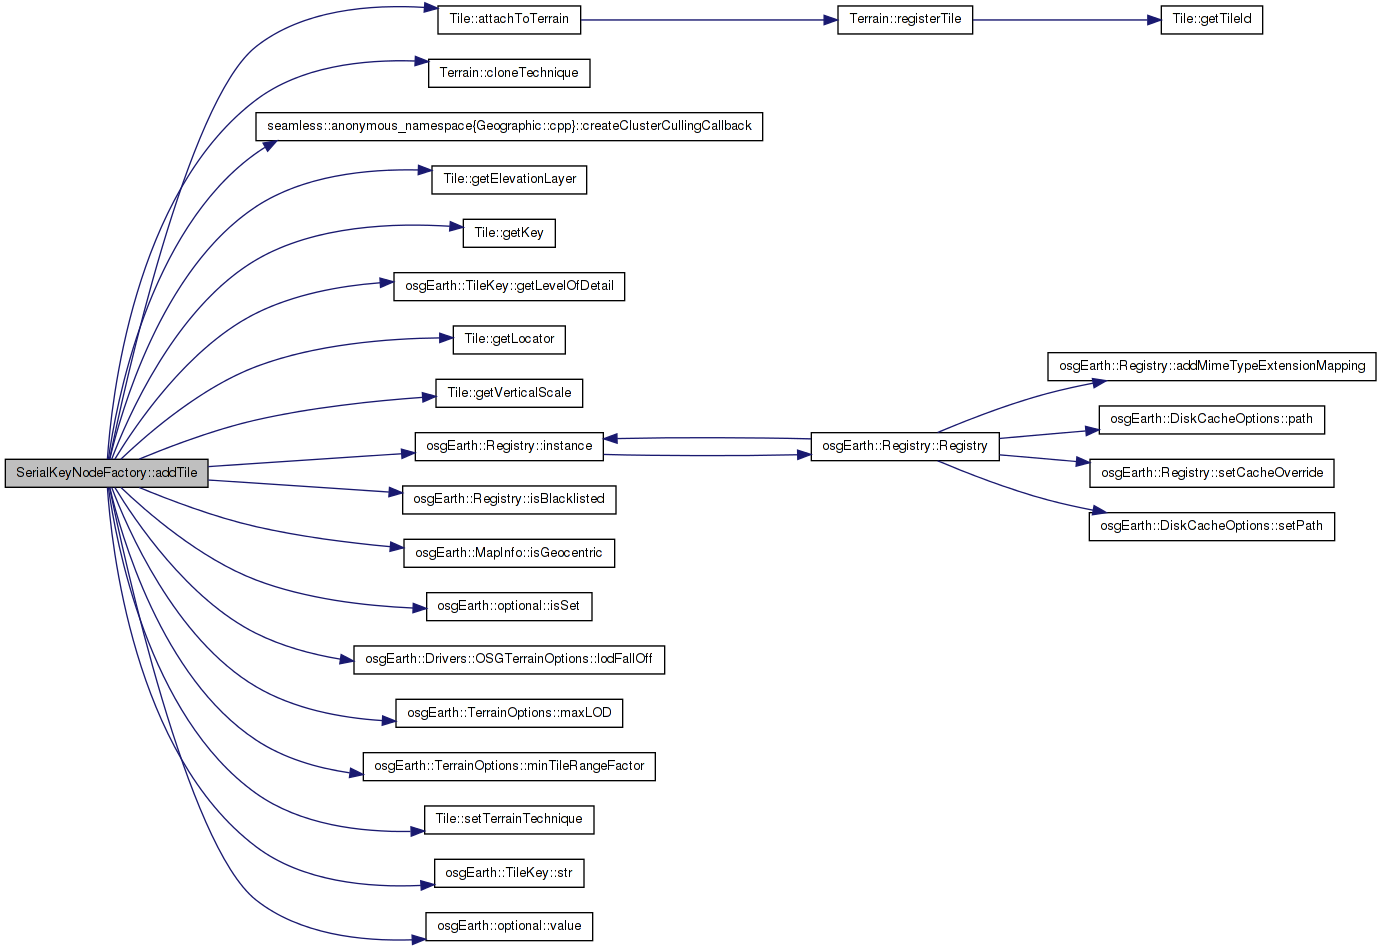 Tile::attachToTerrain
Terrain::registerTile
Tile::getTileId
Terrain::cloneTechnique
seamless::anonymous_namespace{Geographic::cpp}::createClusterCullingCallback
Tile::getElevationLayer
Tile::getKey
osgEarth::TileKey::getLevelOfDetail
Tile::getLocator
osgEarth::Registry::addMimeTypeExtensionMapping
Tile::getVerticalScale
osgEarth::DiskCacheOptions::path
osgEarth::Registry::instance
osgEarth::Registry::Registry
SerialKeyNodeFactory::addTile
osgEarth::Registry::setCacheOverride
osgEarth::Registry::isBlacklisted
osgEarth::DiskCacheOptions::setPath
osgEarth::MapInfo::isGeocentric
osgEarth::optional::isSet
osgEarth::Drivers::OSGTerrainOptions::lodFallOff
osgEarth::TerrainOptions::maxLOD
osgEarth::TerrainOptions::minTileRangeFactor
Tile::setTerrainTechnique
osgEarth::TileKey::str
osgEarth::optional::value